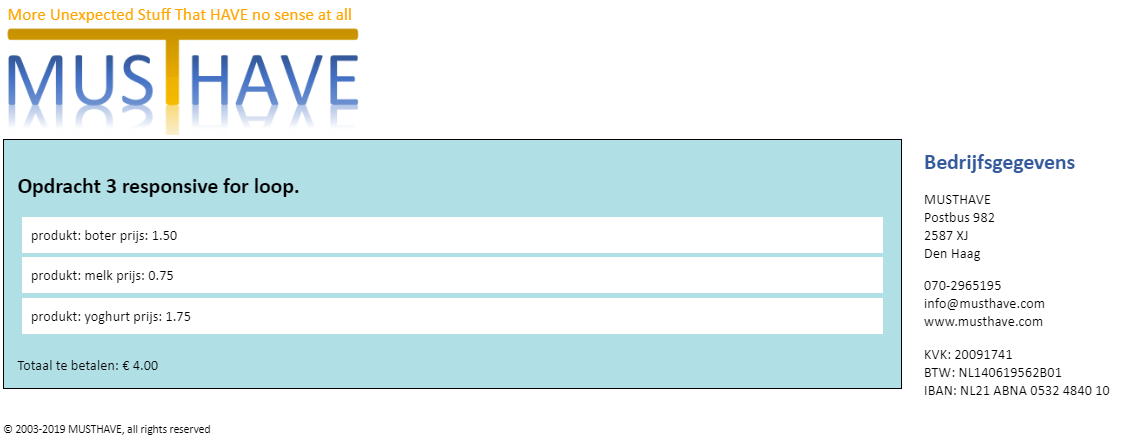 More Unexpected Stuff That HAVE no sense at all
MUSTHAVE
Opdracht 3 responsive for loop.
produkt: boter prijs: 1.50
produkt: melk prijs: 0.75
produkt: yoghurt prijs: 1.75
Totaal te betalen: € 4.00
Bedrijfsgegevens
MUSTHAVE
Postbus 982
2587 XJ
Den Haag
070-2965195
info@musthave.com
www.musthave.com
KVK: 20091741
BTW: NL140619562B01
IBAN: NL21 ABNA 0532 4840 10
© 2003-2019 MUSTHAVE, all rights reserved